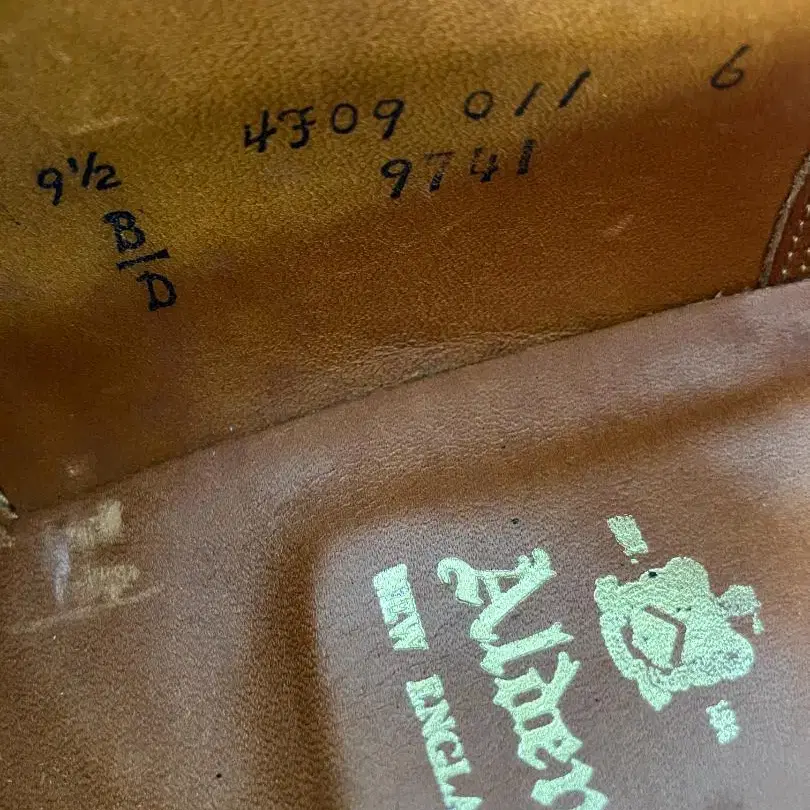 4F09 011 6
9½ 9741
B/D
Alden
NEW ENGLA